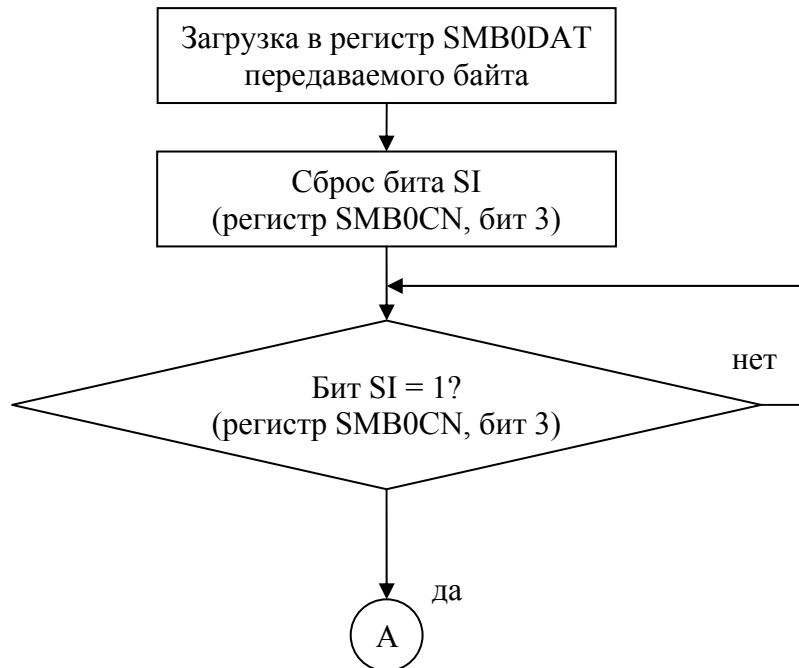 Загрузка в регистр SMB0DAT
передаваемого байта
Сброс бита SI
(регистр SMB0CN, бит 3)
нет
Бит SI = 1?
(регистр SMB0CN, бит 3)
да
А